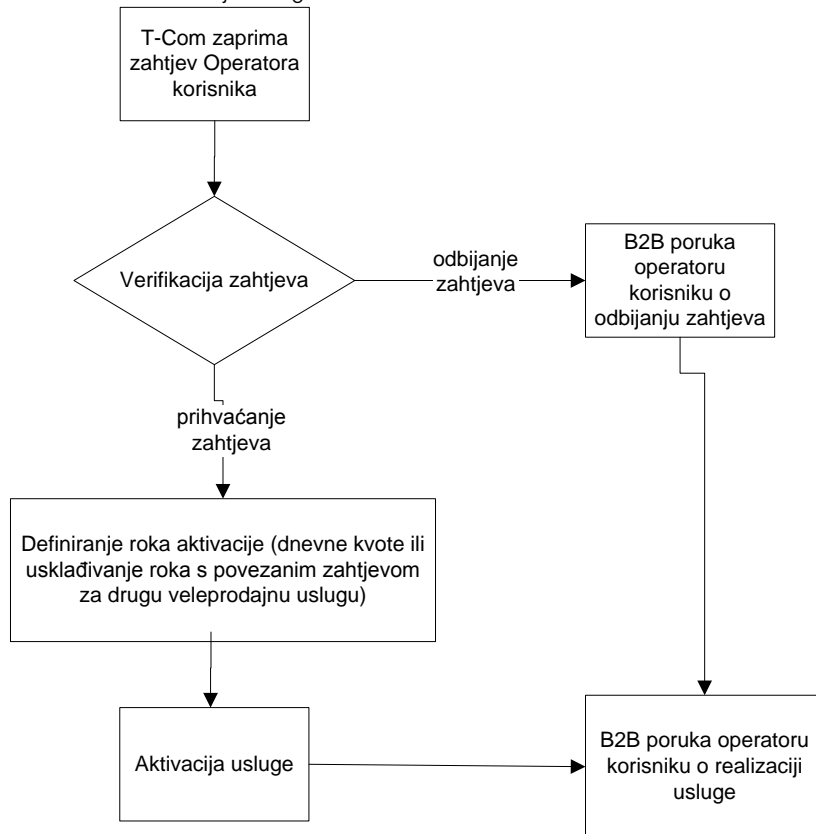 T-Com zaprima
zahtjev Operatora
korisnika
Verifikacija zahtjeva
odbijanje
zahtjeva
B2B poruka
operatoru
korisniku o
odbijanju zahtjeva
prihvaćanje
zahtjeva
Definiranje roka aktivacije (dnevne kvote ili
usklađivanje roka s povezanim zahtjevom
za drugu veleprodajnu uslugu)
Aktivacija usluge
B2B poruka operatoru
korisniku o realizaciji
usluge